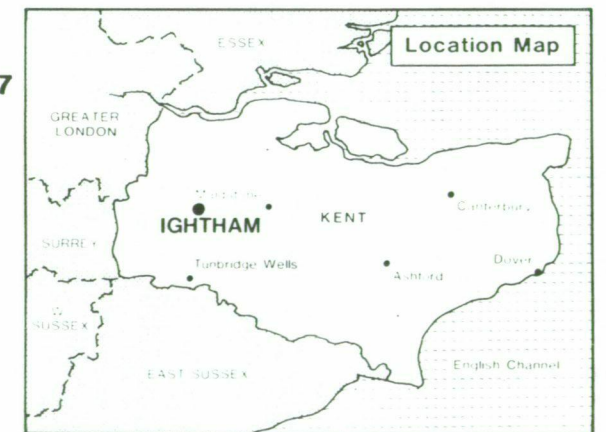 ESSEX
Location Map
7
GREATER
LONDON
Maidstone
IGHTHAM
KENT
Canterbury
SURREY
Tunbridge Wells
Ashford
Dover
W
SUSSEX
EAST SUSSEX
English Channel